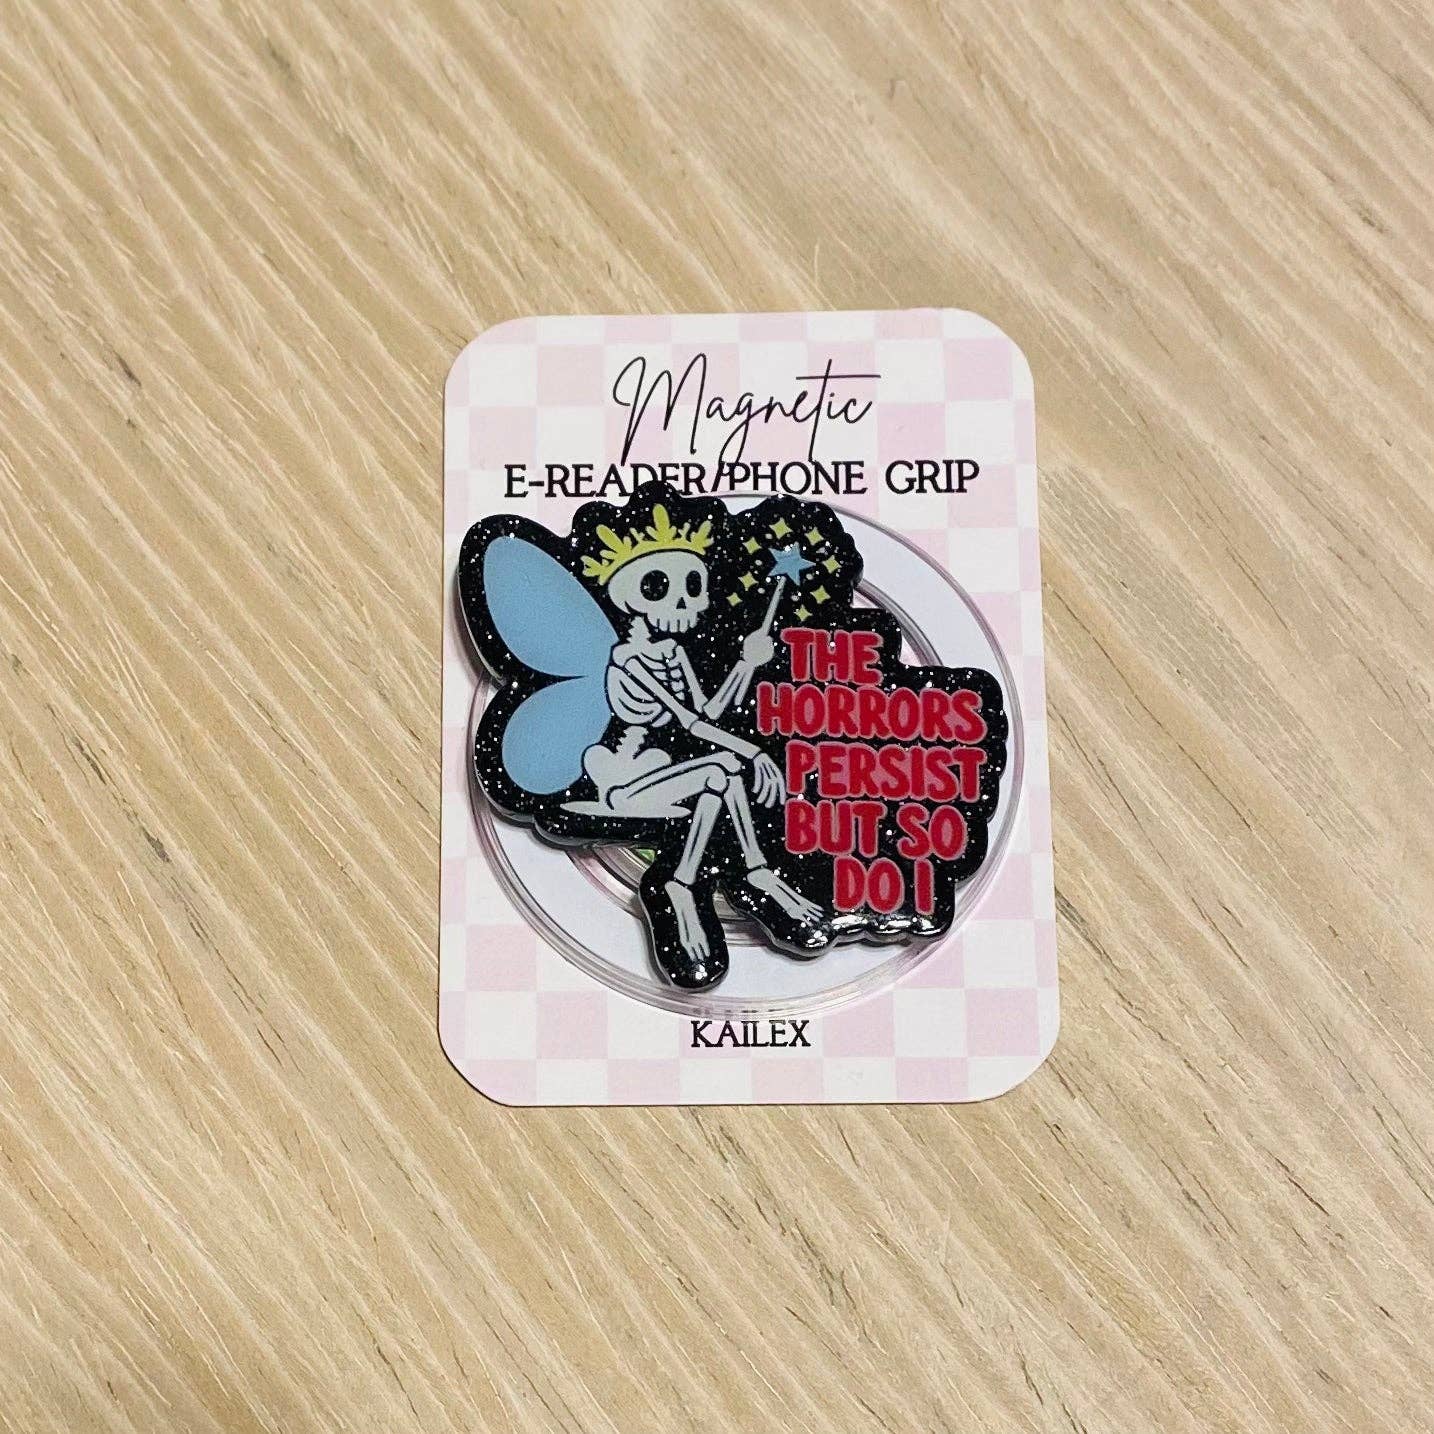 Magnetic
E-READER/PHONE GRIP
THE
HORRORS
PERSIST
BUT SO
DO I
KAILEX